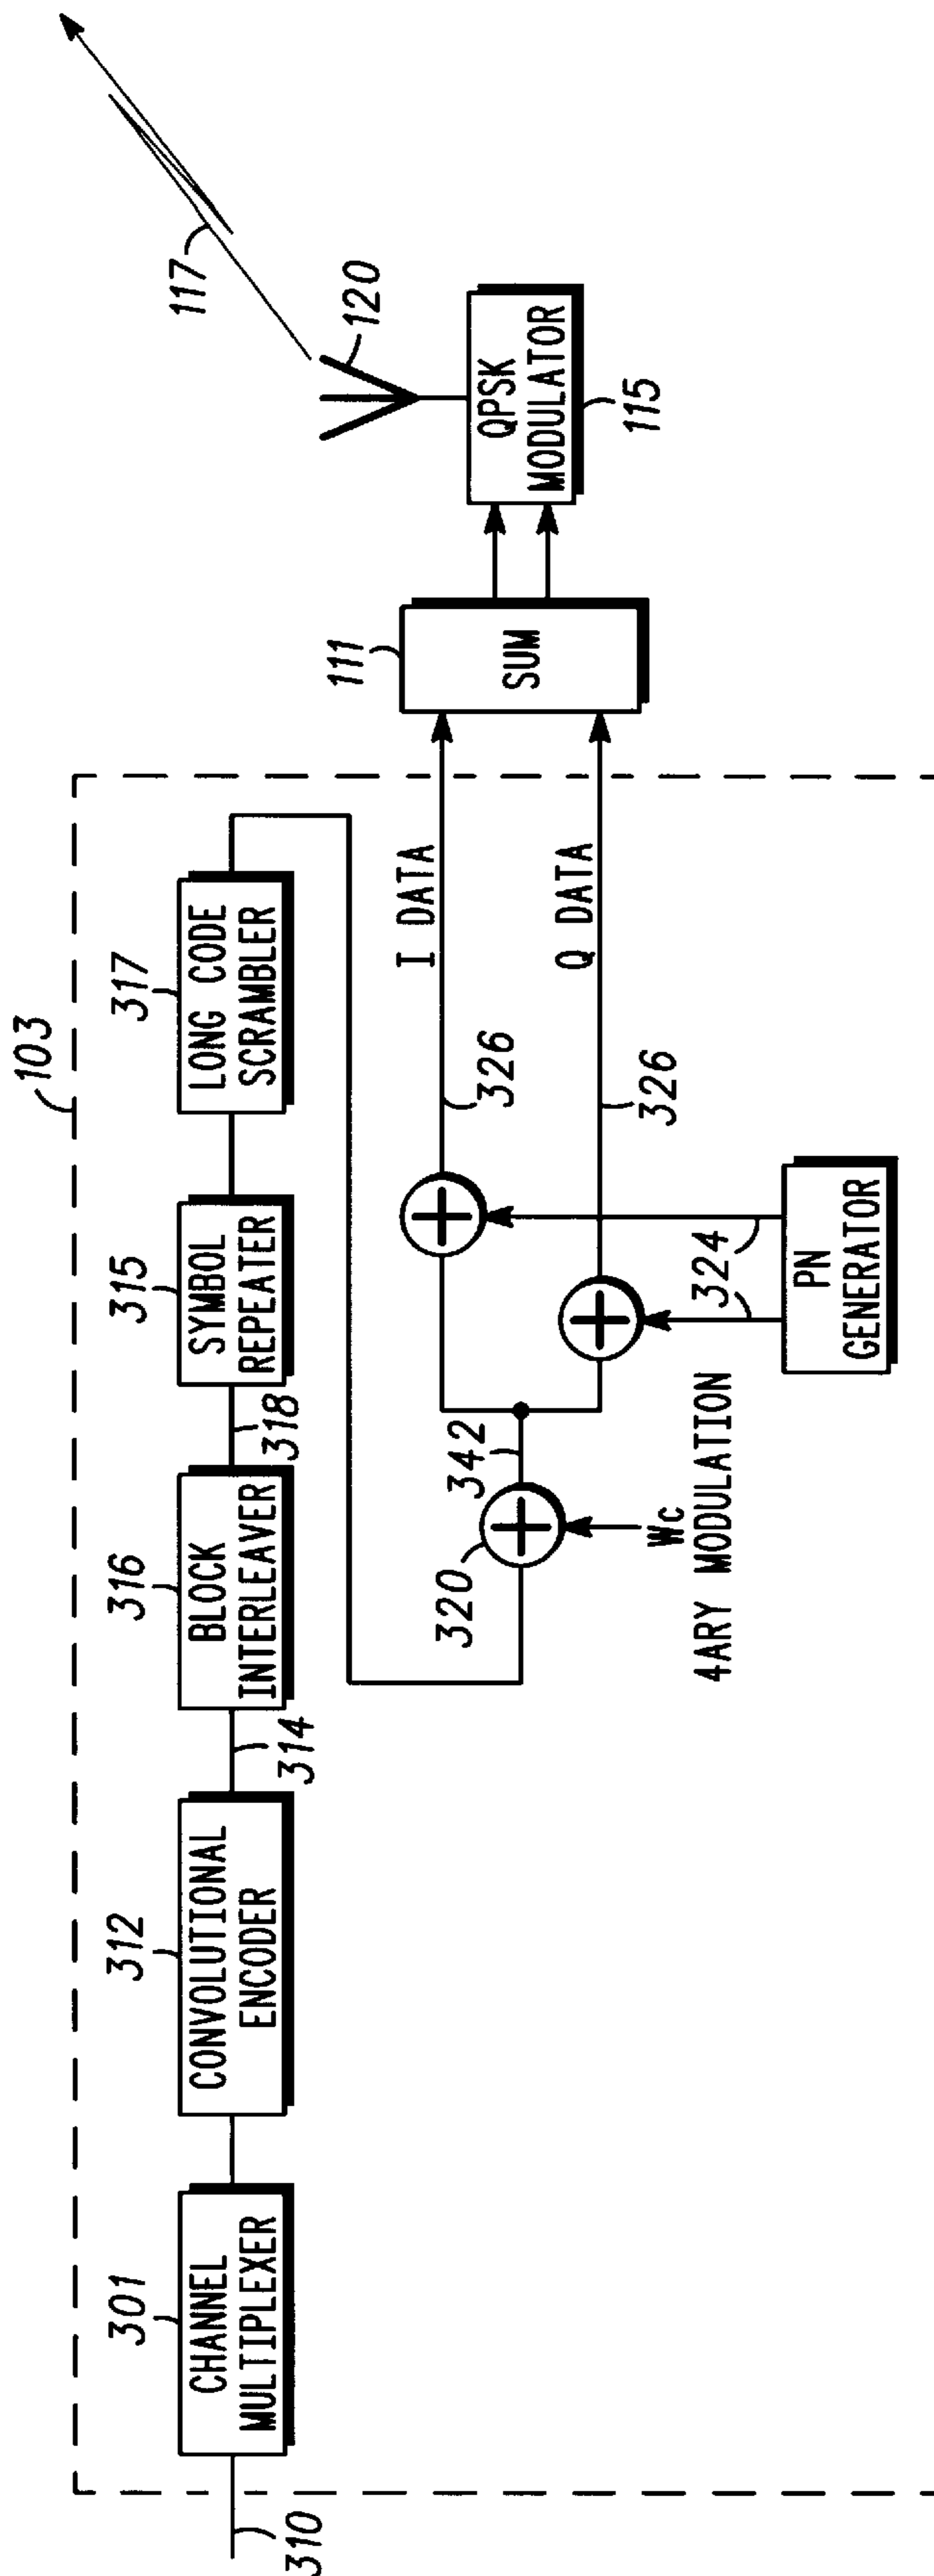 103
310
301
CHANNEL
MULTIPLEXER
312
CONVOLUTIONAL
ENCODER
314
316
BLOCK
INTERLEAVER
318
315
SYMBOL
REPEATER
317
LONG CODE
SCRAMBLER
320
Wc
4ARY MODULATION
342
324
PN
GENERATOR
326
I DATA
326
Q DATA
111
SUM
QPSK
MODULATOR
115
120
117